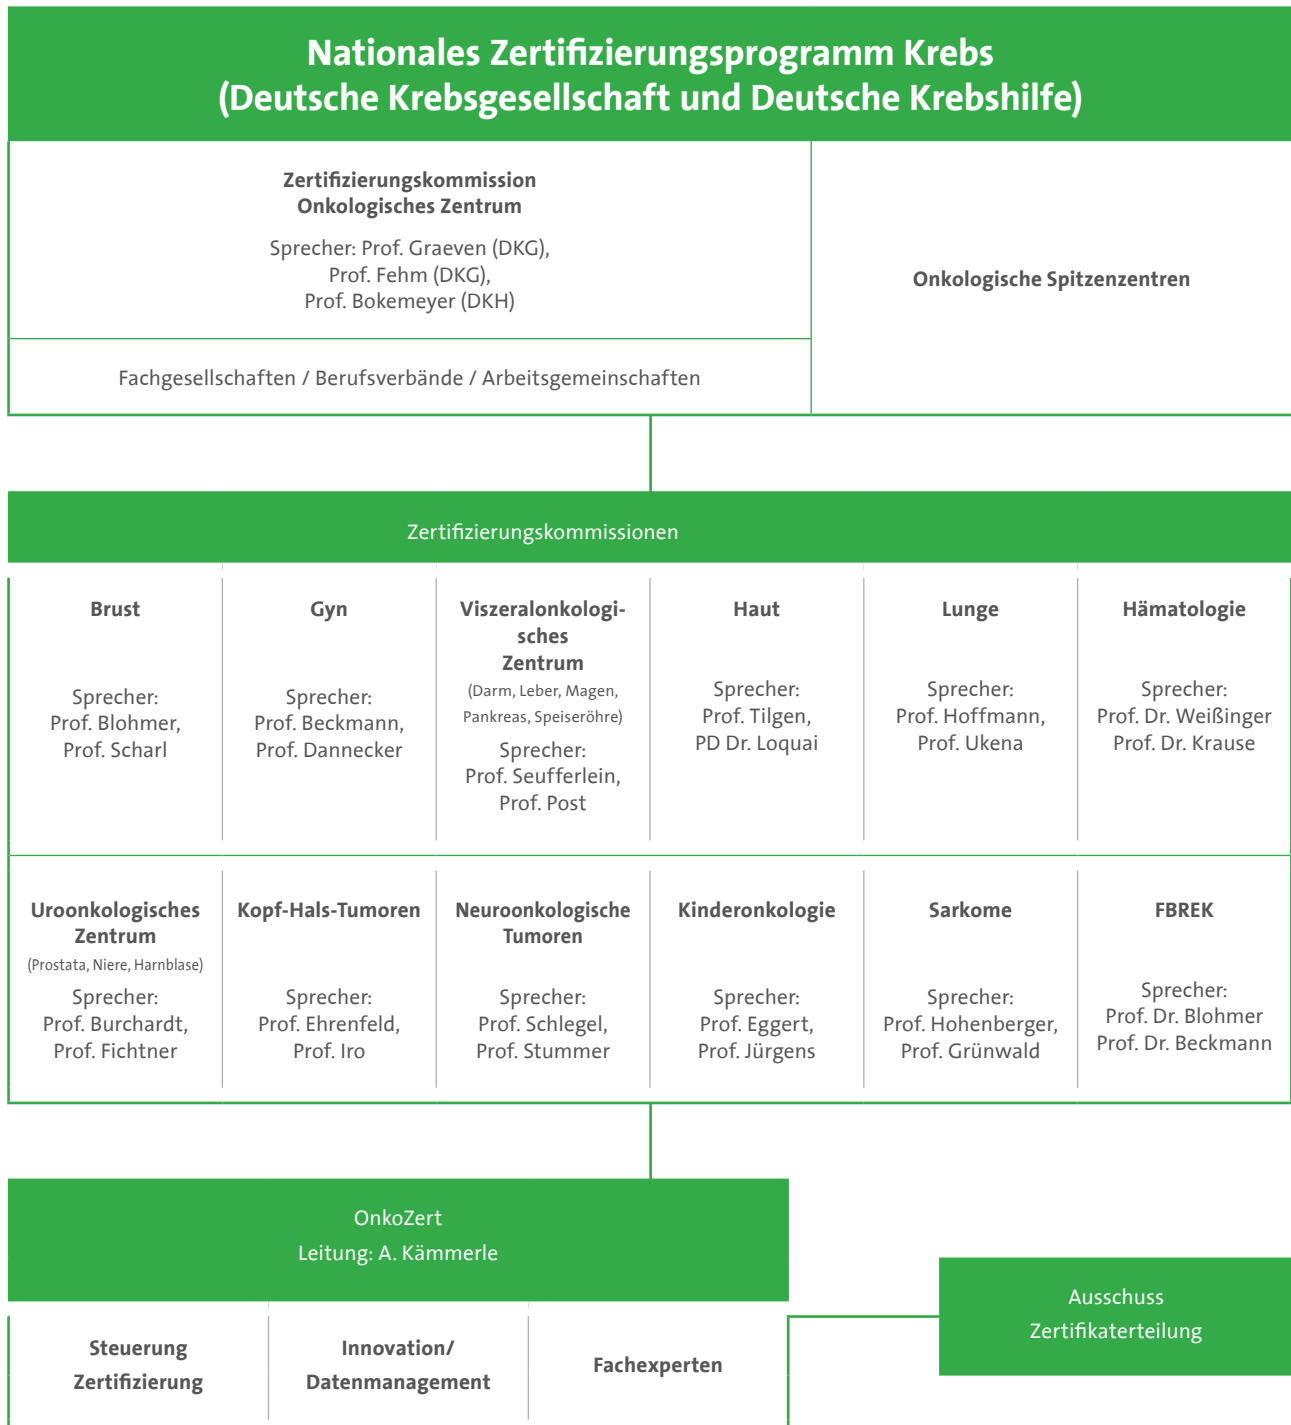 Nationales Zertifizierungsprogramm Krebs
(Deutsche Krebsgesellschaft und Deutsche Krebshilfe)
Zertifizierungskommission
Onkologisches Zentrum
Sprecher: Prof. Graeven (DKG),
Prof. Fehm (DKG),
Prof. Bokemeyer (DKH)
Onkologische Spitzenzentren
Fachgesellschaften / Berufsverbände / Arbeitsgemeinschaften
Zertifizierungskommissionen
Brust
Sprecher:
Prof. Blohmer,
Prof. Scharl
Gyn
Sprecher:
Prof. Beckmann,
Prof. Dannecker
Viszeralonkologi-
sches
Zentrum
(Darm, Leber, Magen,
Pankreas, Speiseröhre)
Sprecher:
Prof. Seufferlein,
Prof. Post
Haut
Sprecher:
Prof. Tilgen,
PD Dr. Loquai
Lunge
Sprecher:
Prof. Hoffmann,
Prof. Ukena
Hämatologie
Sprecher:
Prof. Dr. Weißinger
Prof. Dr. Krause
Uroonkologisches
Zentrum
(Prostata, Niere, Harnblase)
Sprecher:
Prof. Burchardt,
Prof. Fichtner
Kopf-Hals-Tumoren
Sprecher:
Prof. Ehrenfeld,
Prof. Iro
Neuroonkologische
Tumoren
Sprecher:
Prof. Schlegel,
Prof. Stummer
Kinderonkologie
Sprecher:
Prof. Eggert,
Prof. Jürgens
Sarkome
Sprecher:
Prof. Hohenberger,
Prof. Grünwald
FBREK
Sprecher:
Prof. Dr. Blohmer
Prof. Dr. Beckmann
OnkoZert
Leitung: A. Kämmerle
Steuerung
Zertifizierung
Innovation/
Datenmanagement
Fachexperten
Ausschuss
Zertifikaterteilung